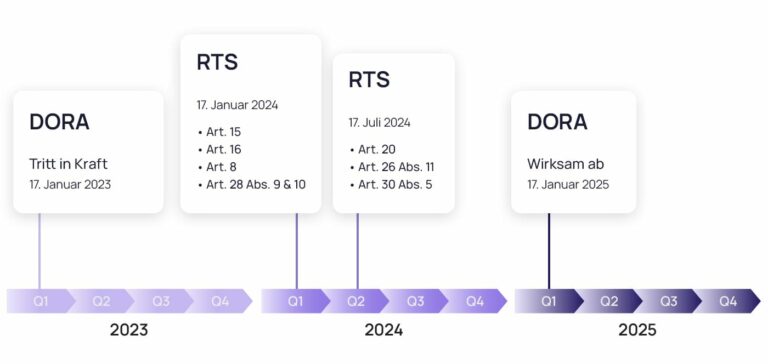 DORA
Tritt in Kraft
17. Januar 2023
RTS
17. Januar 2024
• Art. 15
• Art. 16
• Art. 8
• Art. 28 Abs. 9 & 10
RTS
17. Juli 2024
• Art. 20
• Art. 26 Abs. 11
• Art. 30 Abs. 5
DORA
Wirksam ab
17. Januar 2025
Q1 Q2 Q3 Q4 Q1 Q2 Q3 Q4 Q1 Q2 Q3 Q4
2023 2024 2025